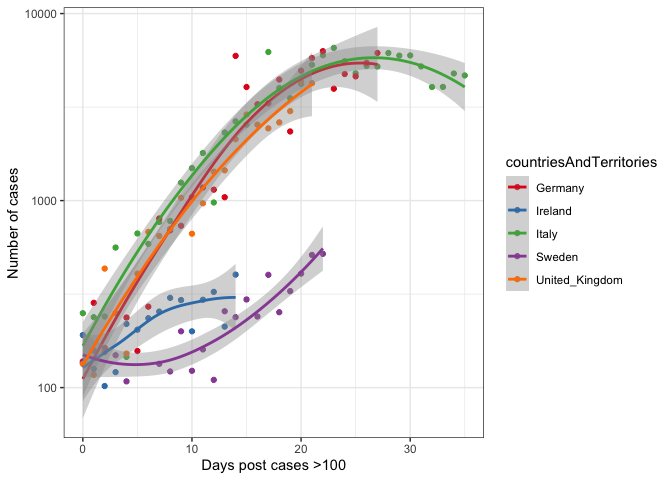 10000
1000
100
Number of cases
0
10
20
30
Days post cases >100
countriesAndTerritories
Germany
Ireland
Italy
Sweden
United_Kingdom